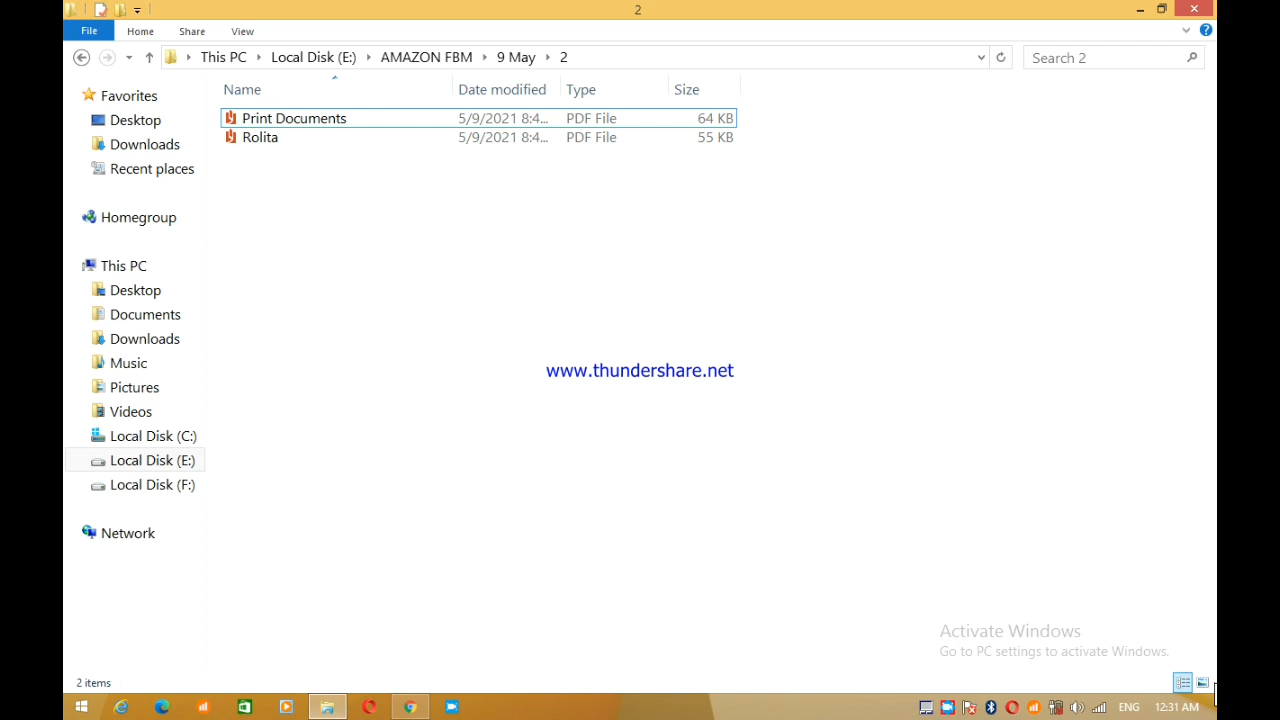 2
File Home Share View
This PC Local Disk (E:) AMAZON FBM 9 May 2 Search 2
Favorites
Desktop
Downloads
Recent places
Homegroup
This PC
Desktop
Documents
Downloads
Music
Pictures
Videos
Local Disk (C:)
Local Disk (E:)
Local Disk (F:)
Network
Name Date modified Type Size
Print Documents 5/9/2021 8:4... PDF File 64 KB
Rolita 5/9/2021 8:4... PDF File 55 KB
www.thundershare.net
Activate Windows
Go to PC settings to activate Windows.
2 items
ENG 12:31 AM